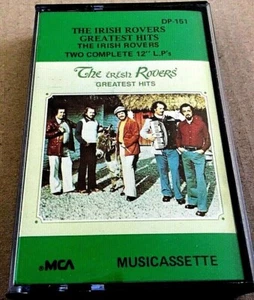 DP-151
THE IRISH ROVERS
GREATEST HITS
THE IRISH ROVERS
TWO COMPLETE 12" L.P's
The irish Rovers
GREATEST HITS
MCA MUSICASSETTE